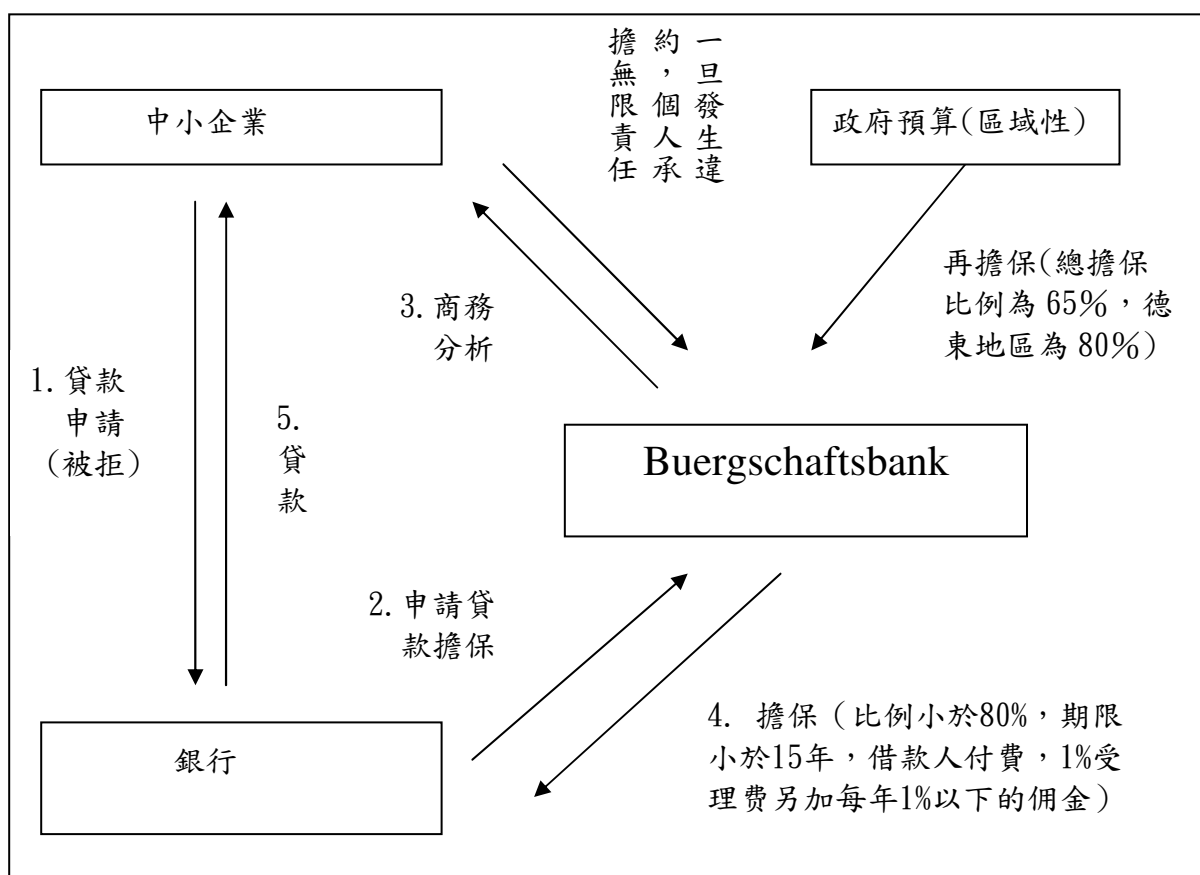 一旦發生違
約，個人承
擔無限責任
中小企業
政府預算(區域性)
再擔保(總擔保
比例為 65%，德
東地區為 80%)
3. 商務
分析
1. 貸款
申請
(被拒)
5.
貸
款
Buergschaftsbank
2. 申請貸
款擔保
4. 擔保（比例小於80%，期限
小於15年，借款人付費，1%受
理費另加每年1%以下的佣金）
銀行